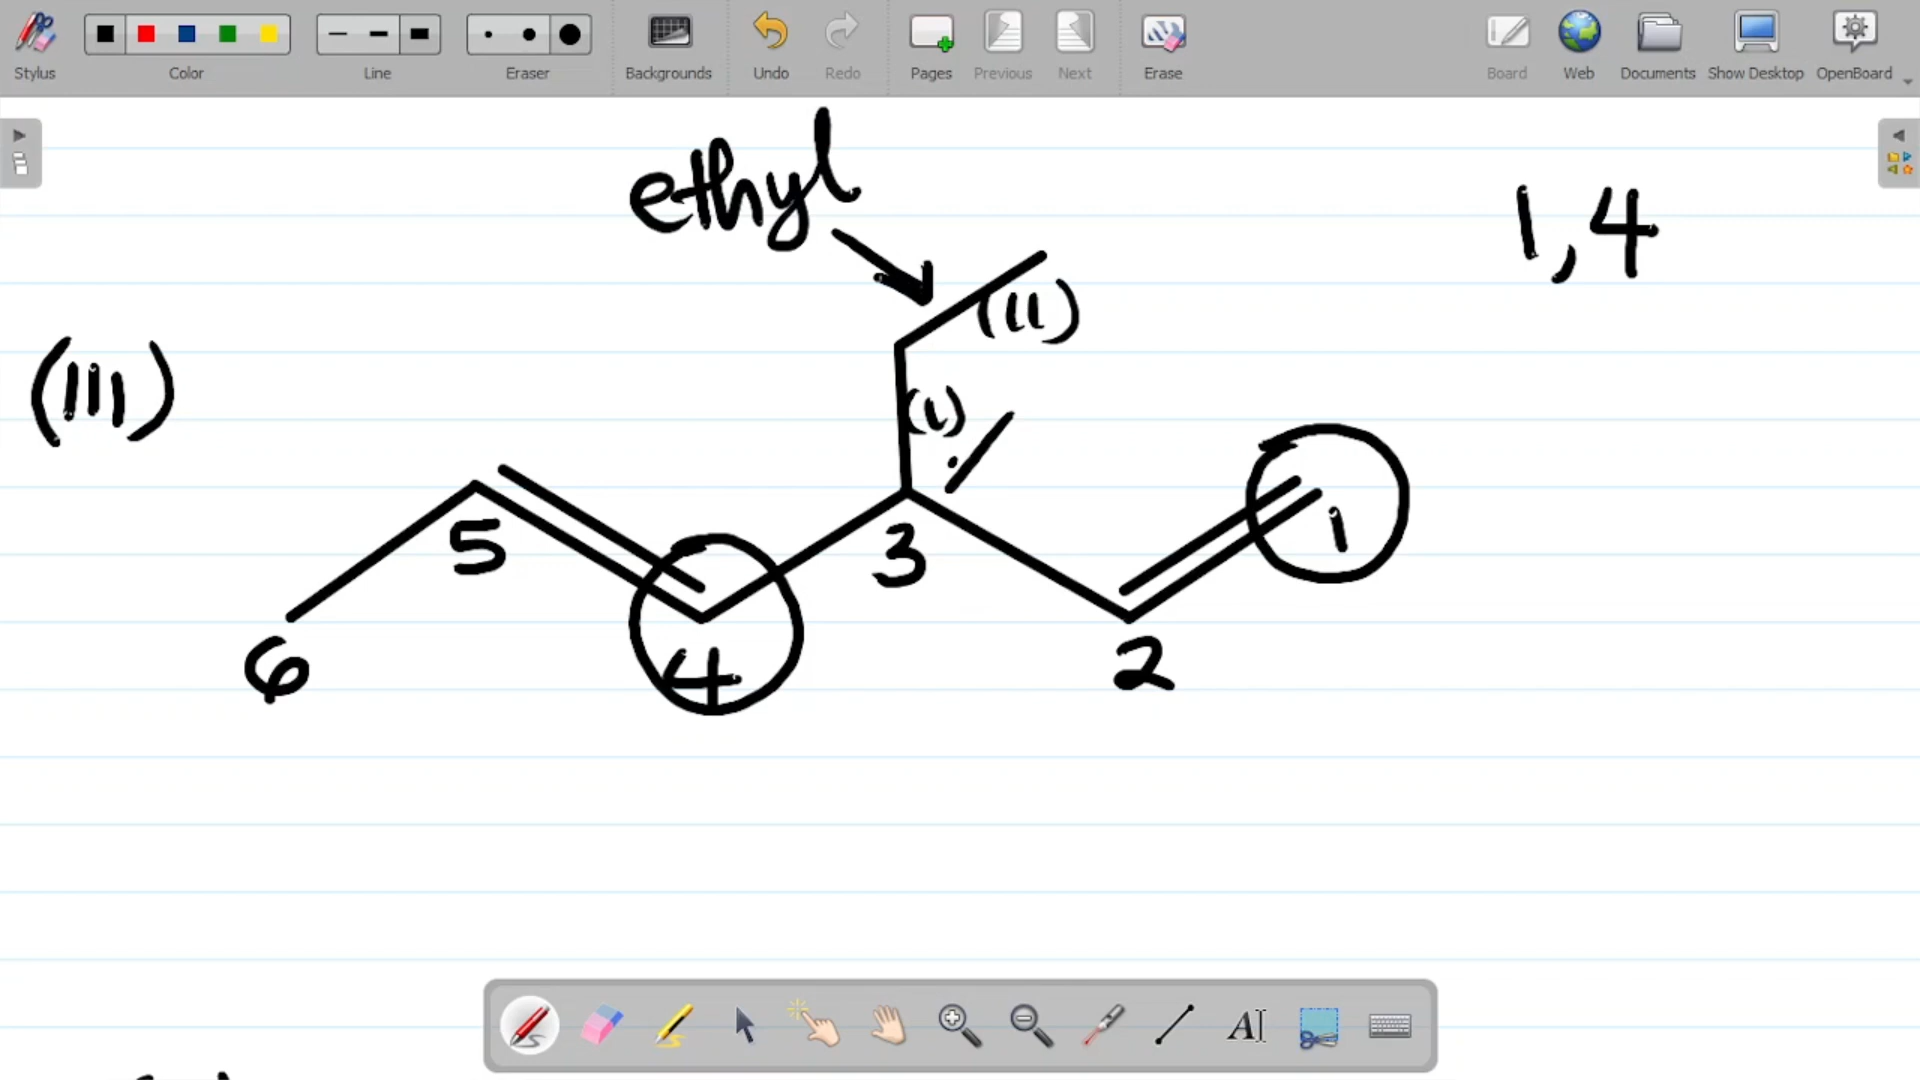 Stylus
Color
Line
Eraser
Backgrounds
Undo
Redo
Pages
Previous
Next
Erase
Board
Web
Documents
Show Desktop
OpenBoard
ethyl
1,4
(II)
(III)
(I)
5
3
1
6
4
2